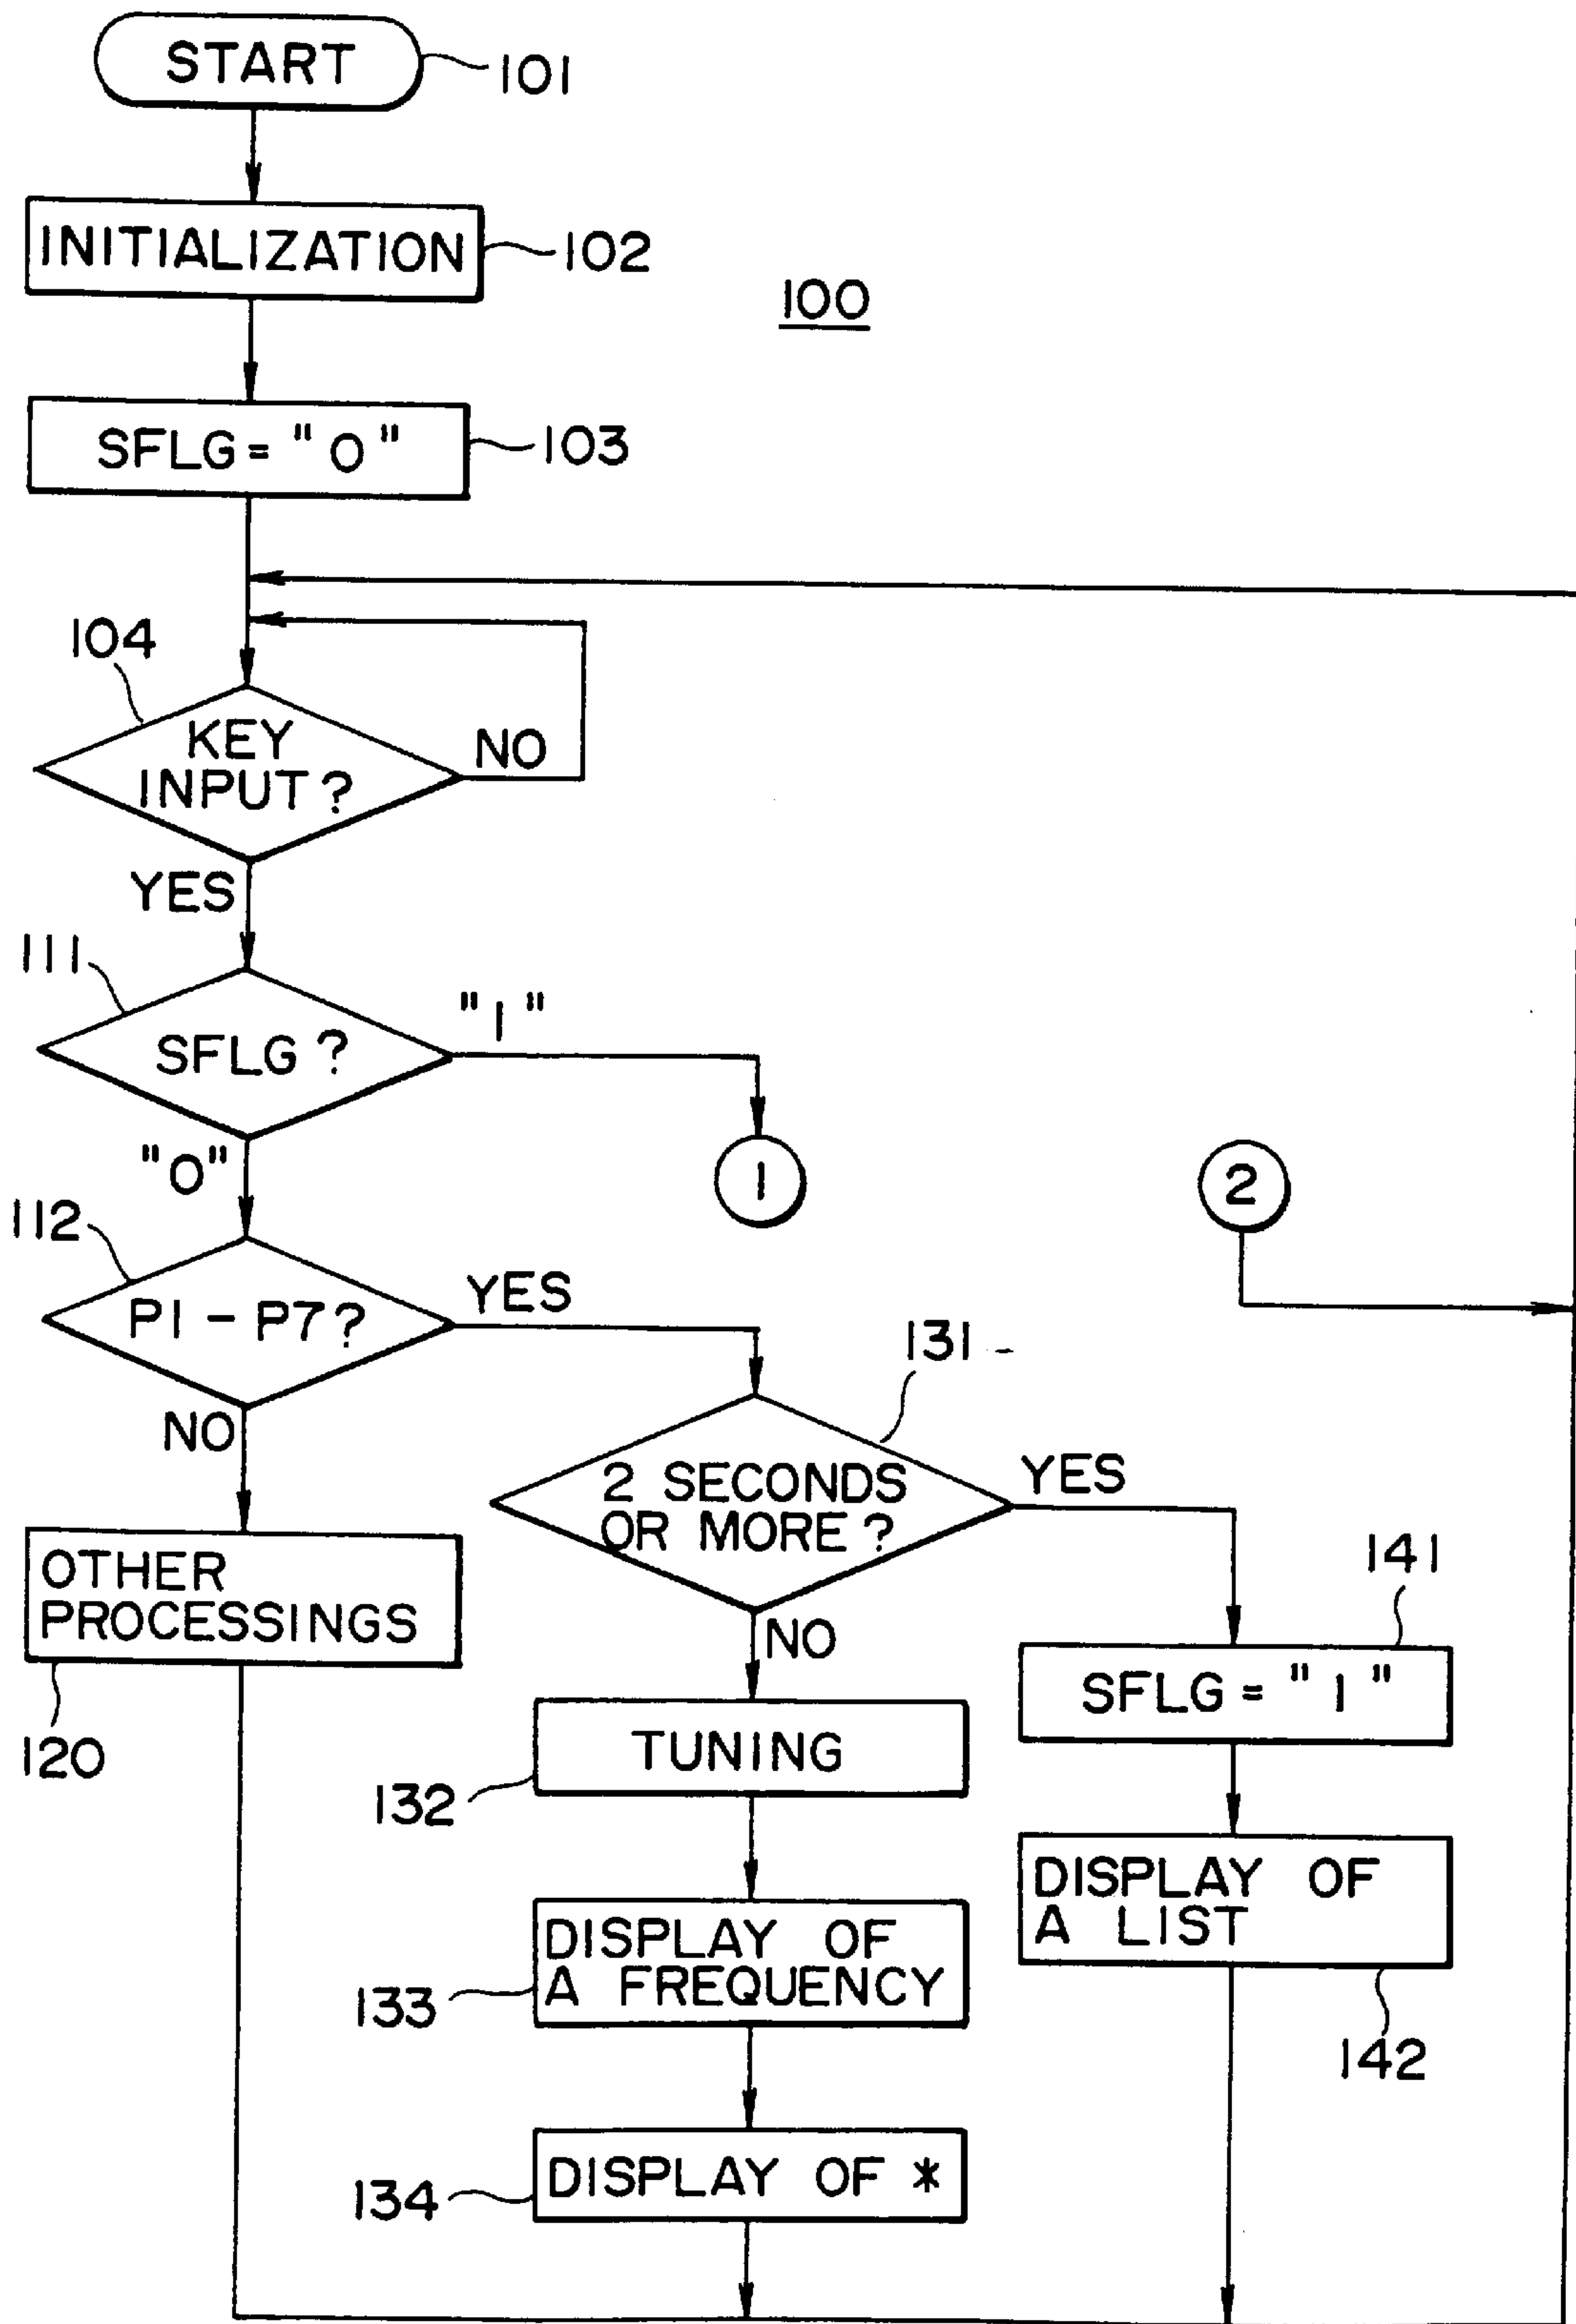 START
101
INITIALIZATION
102
100
SFLG = "0"
103
104
KEY
INPUT?
NO
YES
111
SFLG?
"1"
"0"
1
2
112
P1 - P7?
YES
NO
131
2 SECONDS
OR MORE?
YES
NO
OTHER
PROCESSINGS
120
141
SFLG = "1"
TUNING
132
DISPLAY OF
A LIST
142
DISPLAY OF
A FREQUENCY
133
DISPLAY OF *
134